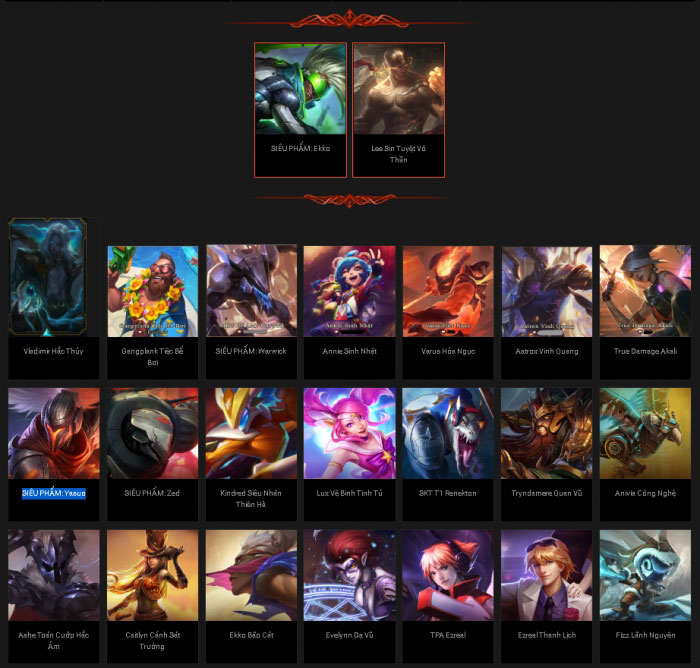 SIÊU PHẨM: Ekko
Lee Sin Tuyệt Vô
Thần
Vladimir Hắc Thủy
Gangplank Tiệc Bể
Bơi
SIÊU PHẨM: Warwick
Annie Sinh Nhật
Varus Hỏa Ngục
Aatrox Vinh Quang
True Damage Akali
SIÊU PHẨM: Yasuo
SIÊU PHẨM: Zed
Kindred Siêu Nhân
Thiên Hà
Lux Vệ Binh Tinh Tú
SKT T1 Renekton
Tryndamere Quan Vũ
Anivia Công Nghệ
Ashe Toán Cướp Hắc
Ám
Caitlyn Cảnh Sát
Trưởng
Ekko Bão Cát
Evelynn Dạ Vũ
TPA Ezreal
Ezreal Thanh Lịch
Fizz Lãnh Nguyên